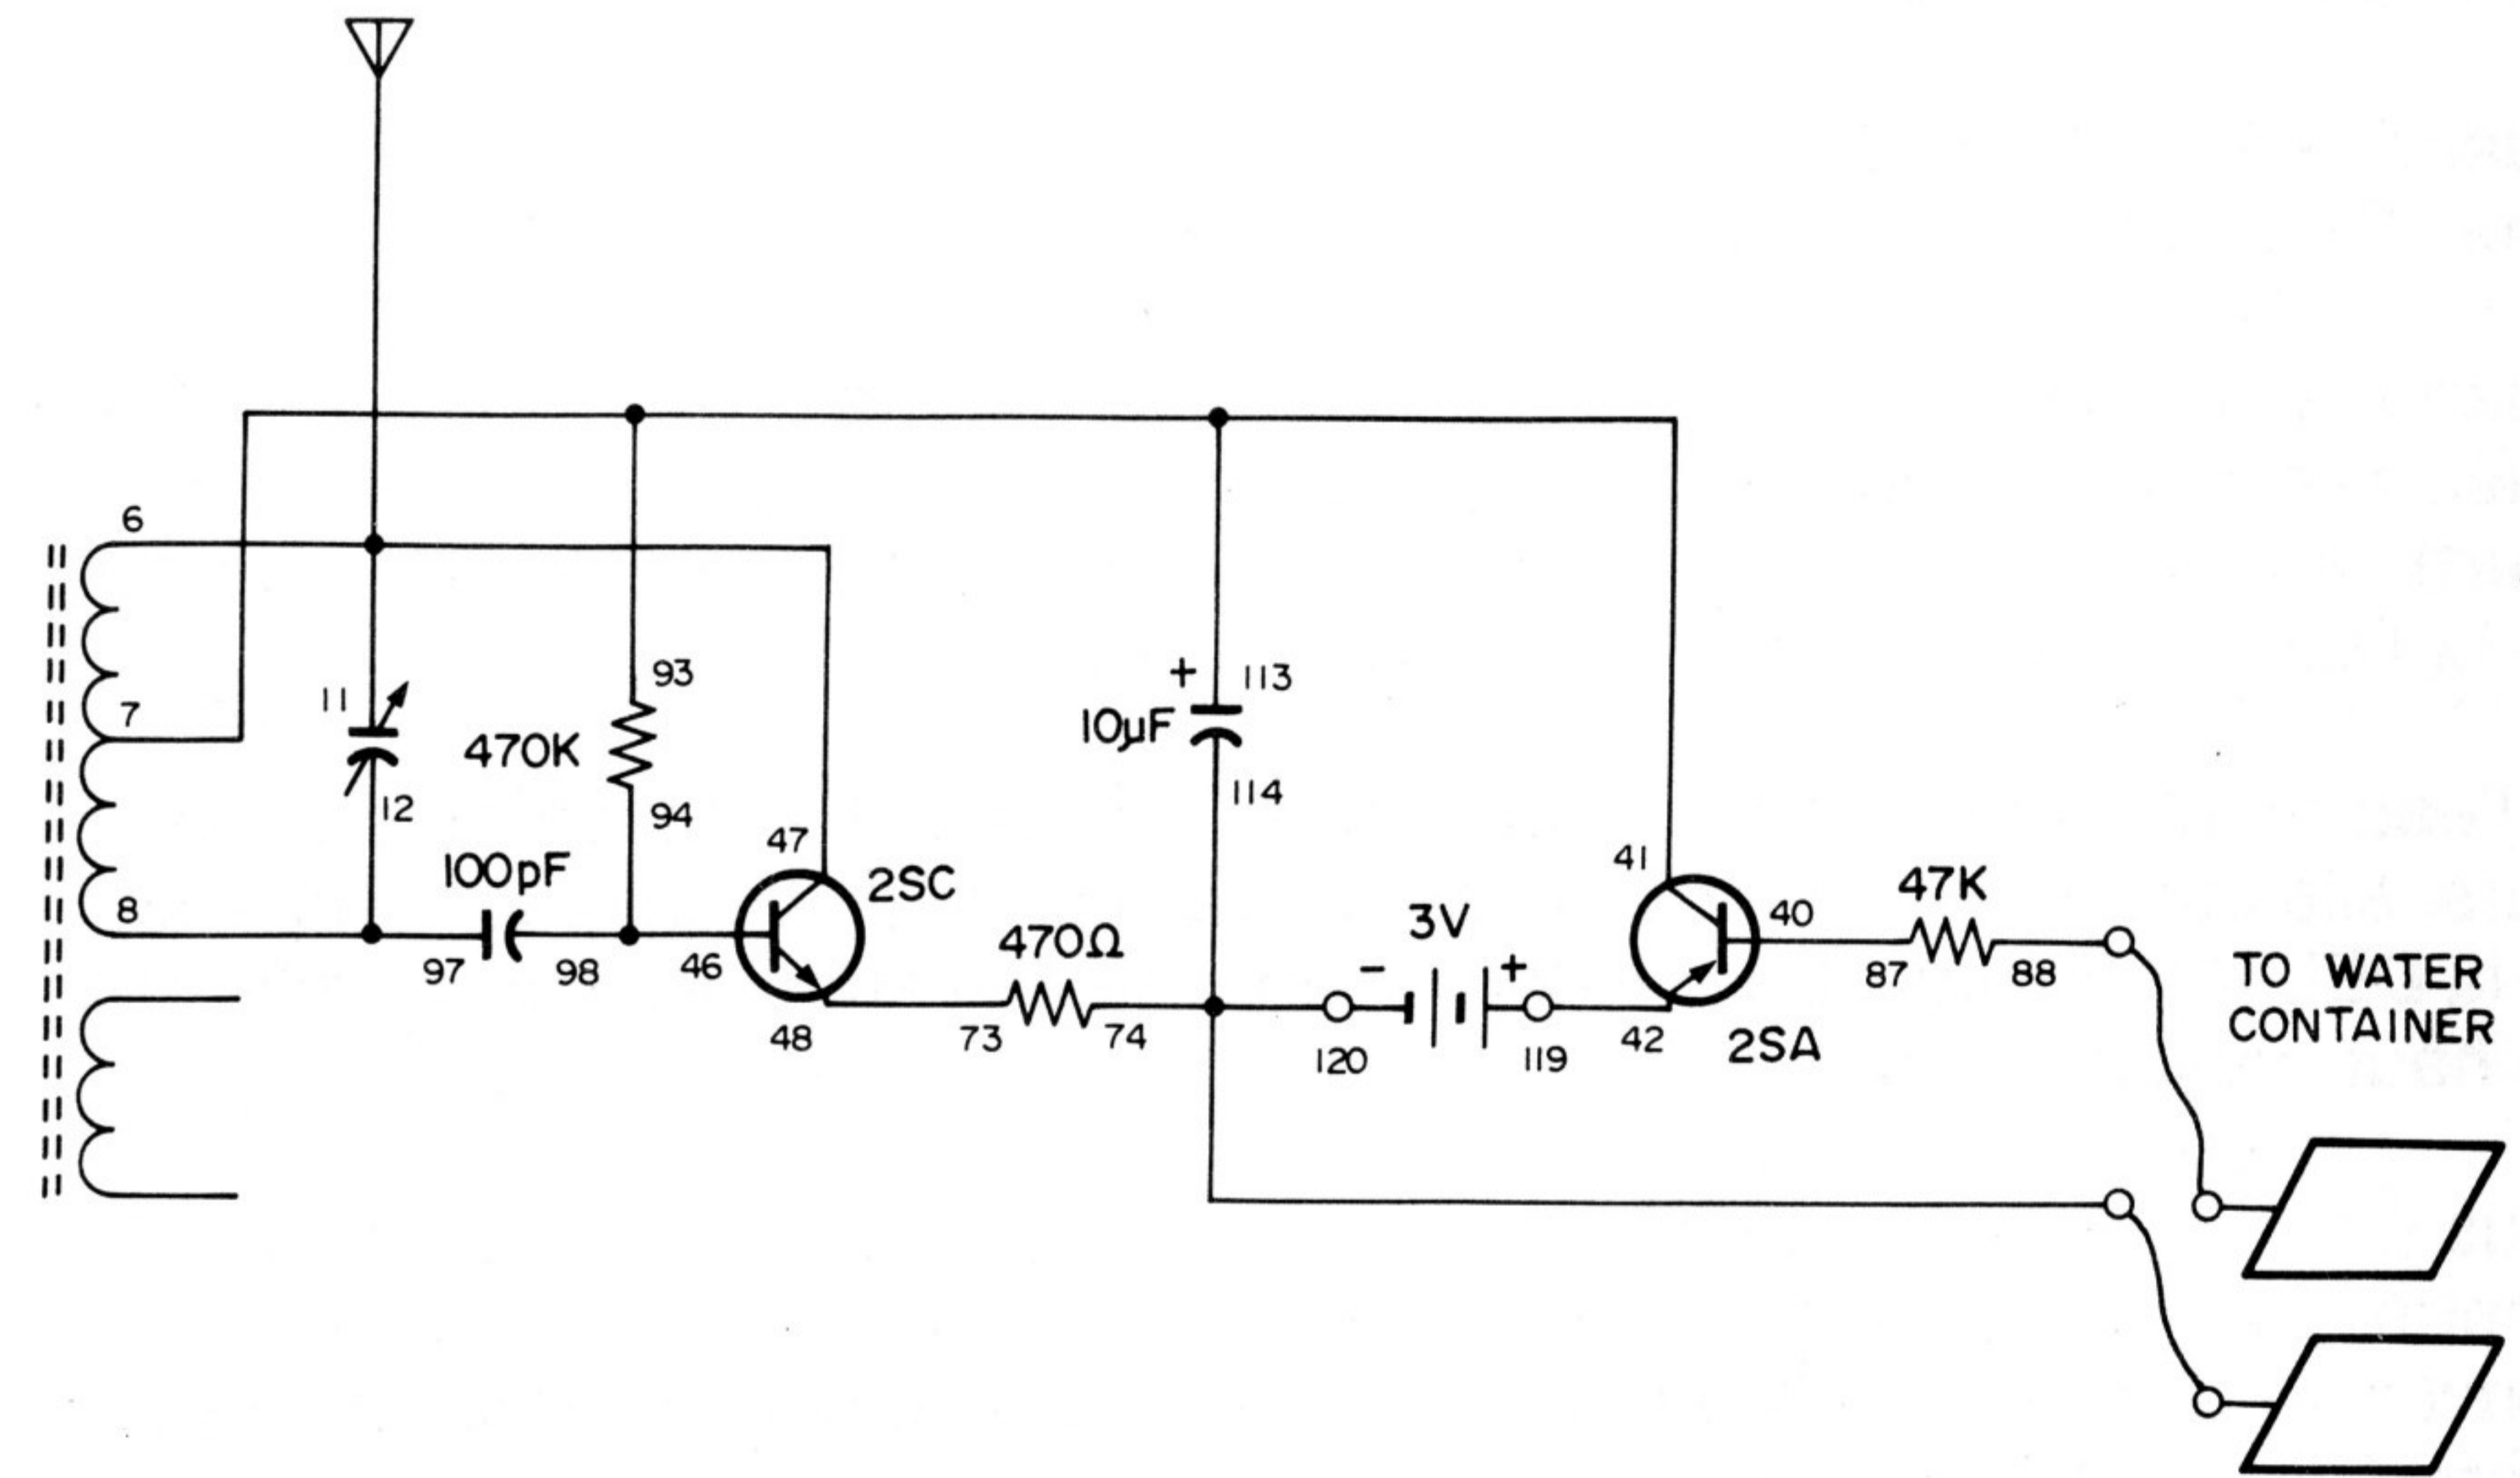 6
7
8
11
12
93
470K
94
100pF
97
98
46
47
2SC
48
470Ω
73
74
+
113
10µF
114
3V
-
+
120
119
41
40
42
2SA
47K
87
88
TO WATER
CONTAINER